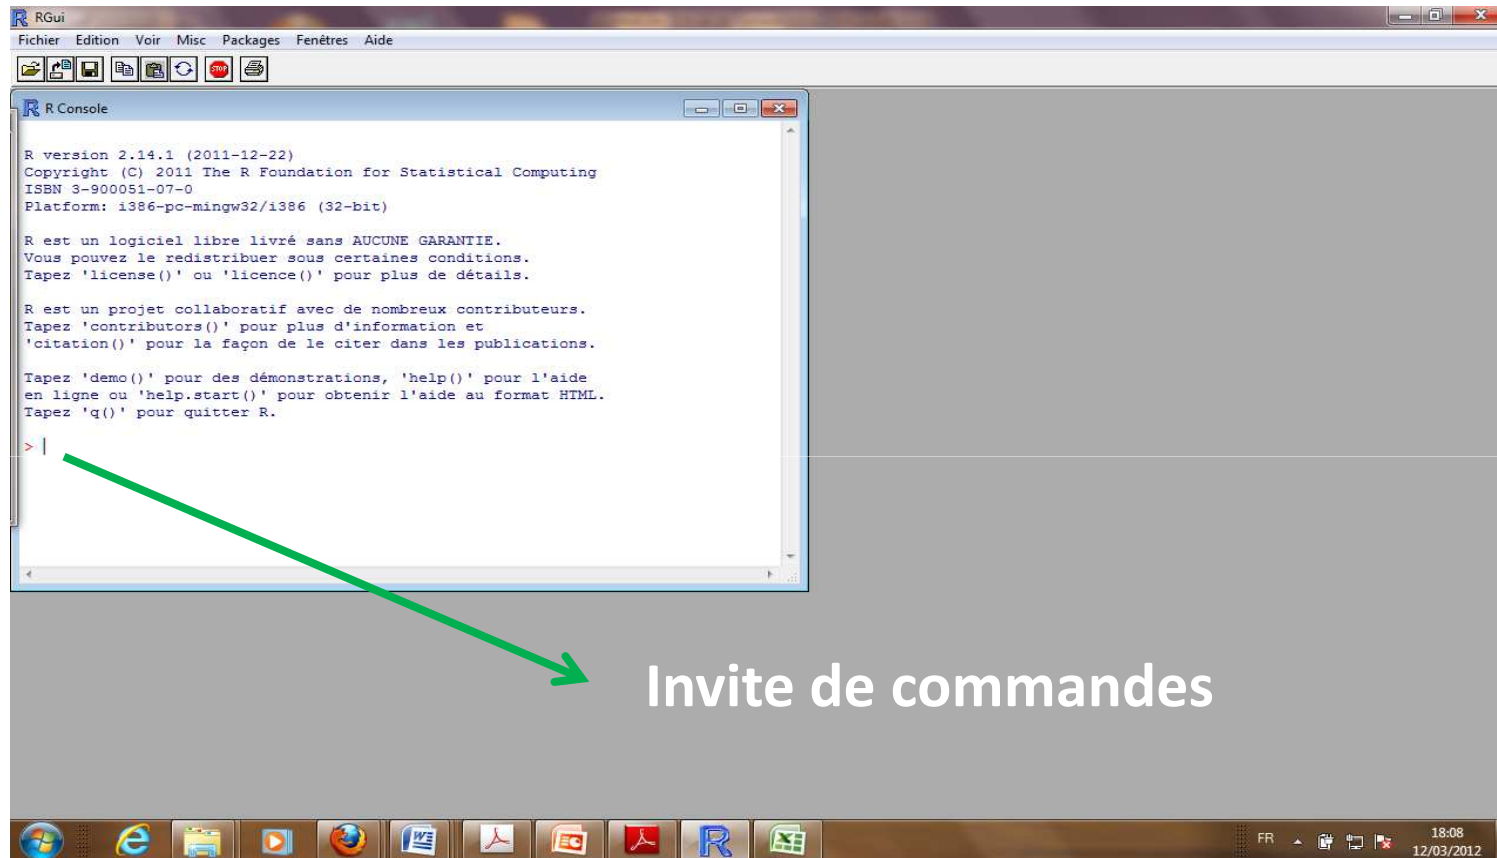 RGui
Fichier Edition Voir Misc Packages Fenêtres Aide
STOP
R Console
R version 2.14.1 (2011-12-22)
Copyright (C) 2011 The R Foundation for Statistical Computing
ISBN 3-900051-07-0
Platform: i386-pc-mingw32/i386 (32-bit)
R est un logiciel libre livré sans AUCUNE GARANTIE.
Vous pouvez le redistribuer sous certaines conditions.
Tapez 'license()' ou 'licence()' pour plus de détails.
R est un projet collaboratif avec de nombreux contributeurs.
Tapez 'contributors()' pour plus d'information et
'citation()' pour la façon de le citer dans les publications.
Tapez 'demo()' pour des démonstrations, 'help()' pour l'aide
en ligne ou 'help.start()' pour obtenir l'aide au format HTML.
Tapez 'q()' pour quitter R.
>
Invite de commandes
FR
18:08
12/03/2012